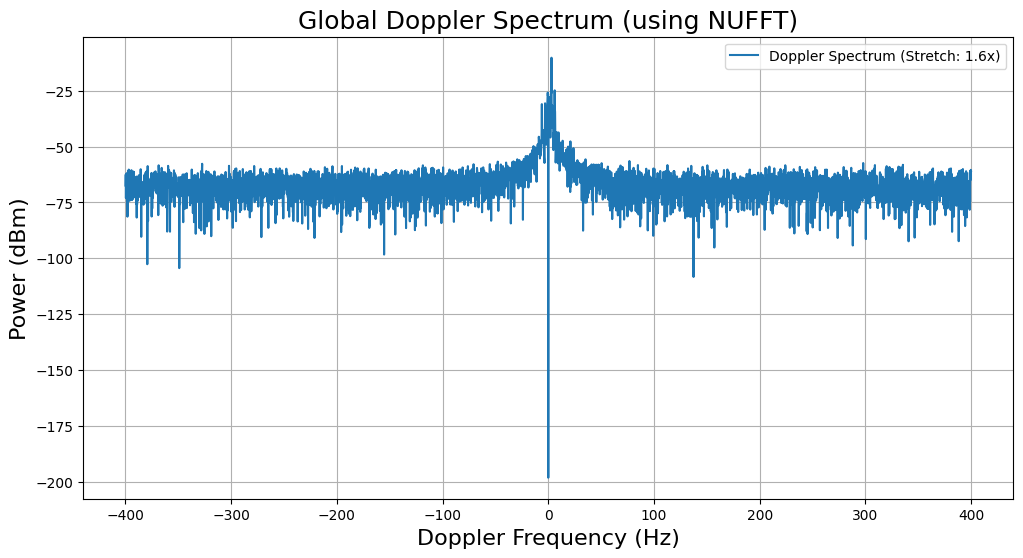 Global Doppler Spectrum (using NUFFT)
Doppler Spectrum (Stretch: 1.6x)
Power (dBm)
−25
−50
−75
−100
−125
−150
−175
−200
−400 −300 −200 −100 0 100 200 300 400
Doppler Frequency (Hz)